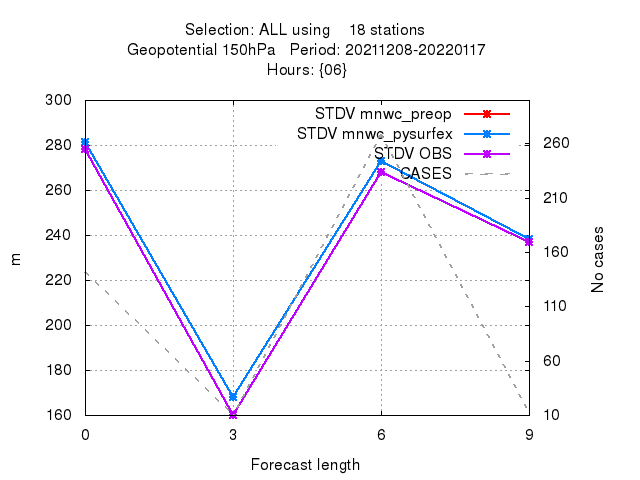 Selection: ALL using 18 stations
Geopotential 150hPa Period: 20211208-20220117
Hours: {06}
300
280
260
240
220
200
180
160
m
STDV mnwc_preop
STDV mnwc_pysurfex
STDV OBS
CASES
260
210
160
110
60
10
No cases
0 3 6 9
Forecast length